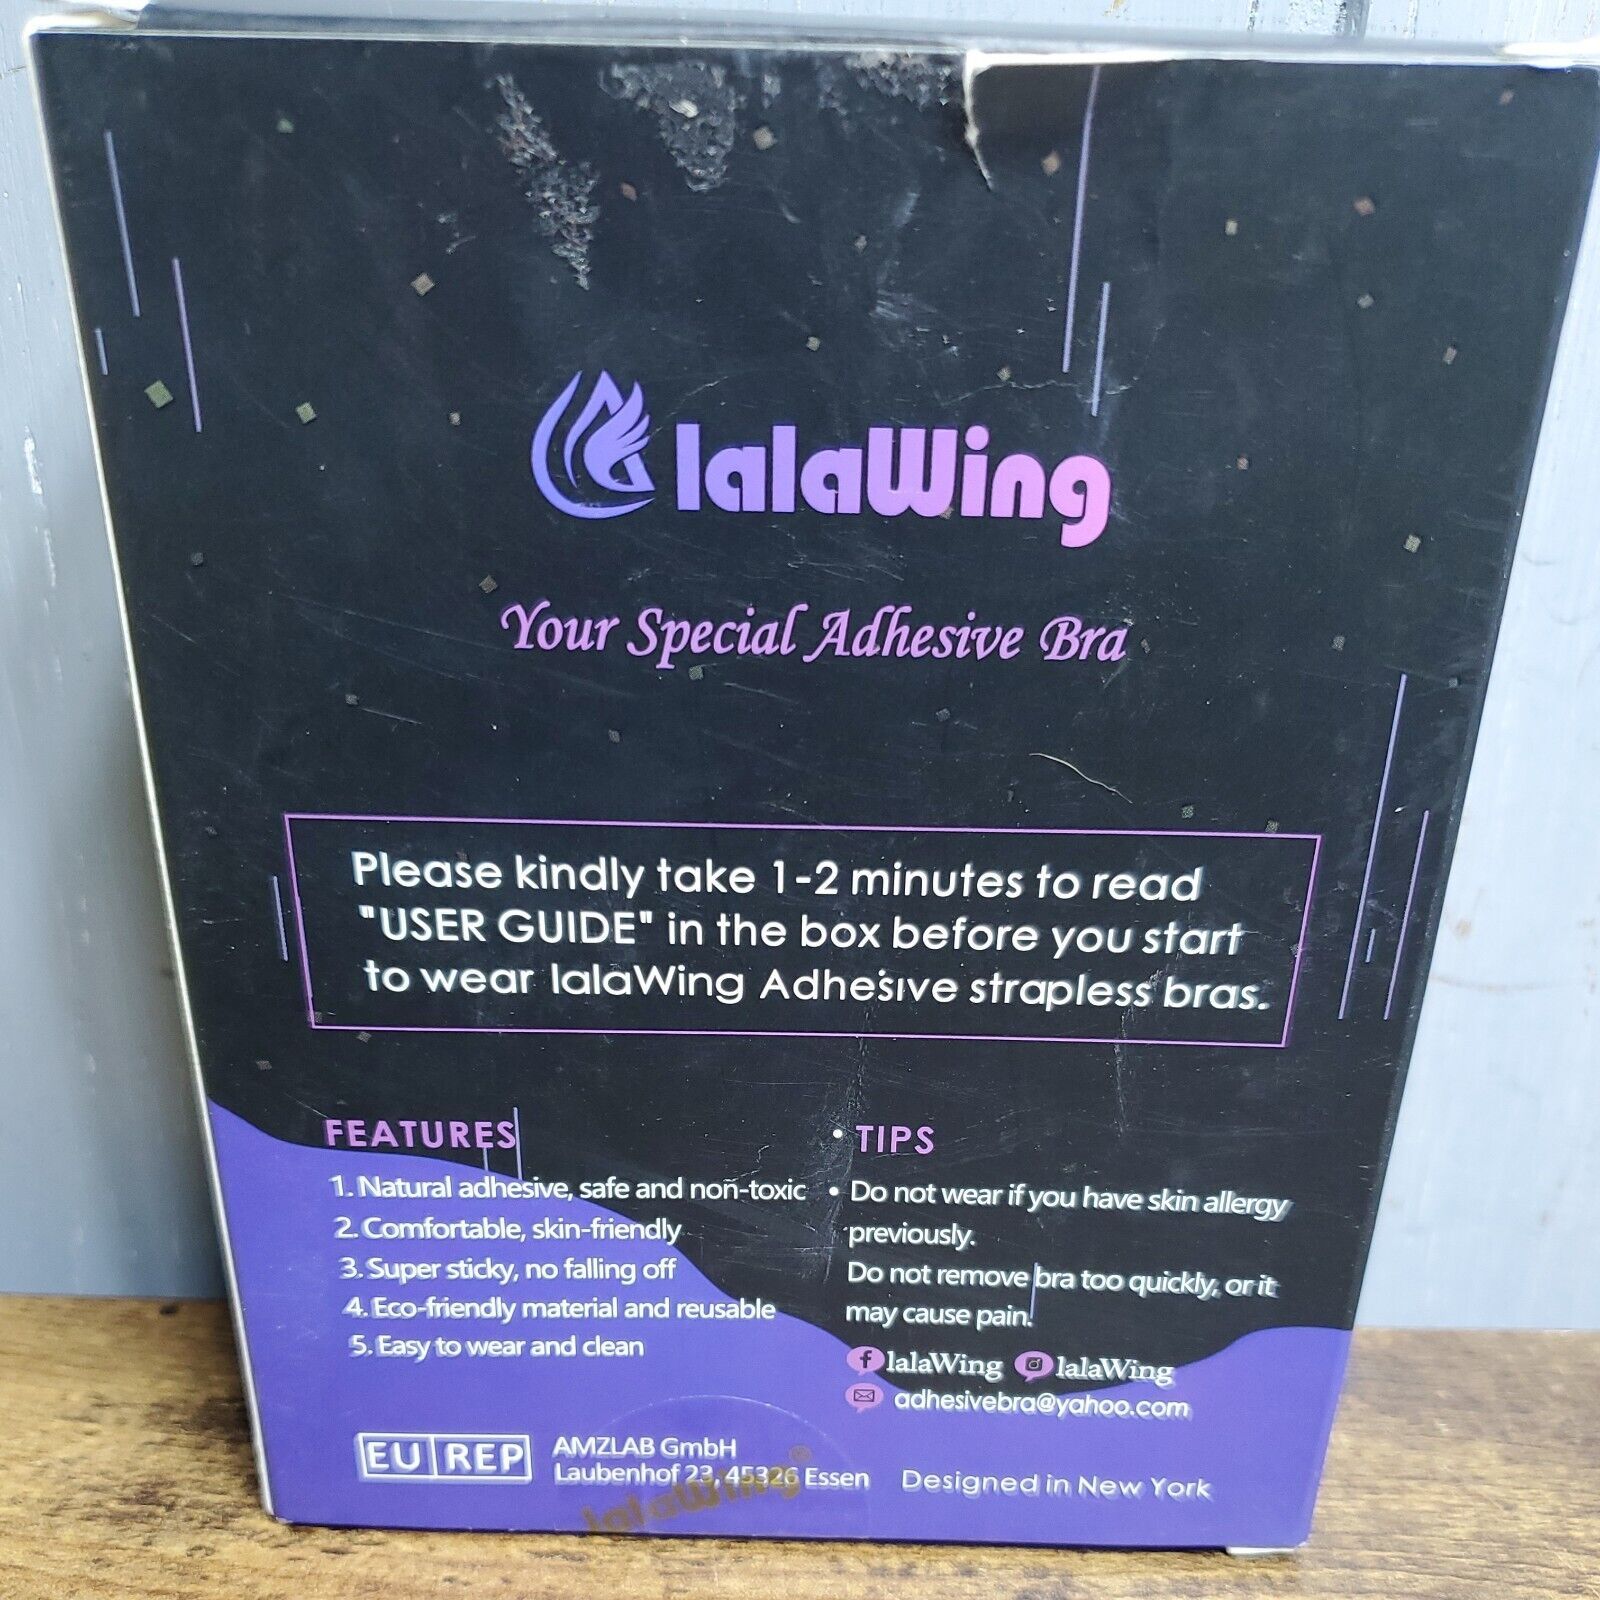 lalaWing
Your Special Adhesive Bra
Please kindly take 1-2 minutes to read
"USER GUIDE" in the box before you start
to wear lalaWing Adhesive strapless bras.
FEATURES
1. Natural adhesive, safe and non-toxic
2. Comfortable, skin-friendly
3. Super sticky, no falling off
4. Eco-friendly material and reusable
5. Easy to wear and clean
• TIPS
• Do not wear if you have skin allergy
previously.
Do not remove bra too quickly, or it
may cause pain.
lalaWing lalaWing
adhesivebra@yahoo.com
EU REP
AMZLAB GmbH
Laubenhof 23, 45326 Essen
Designed in New York
lalaWing®